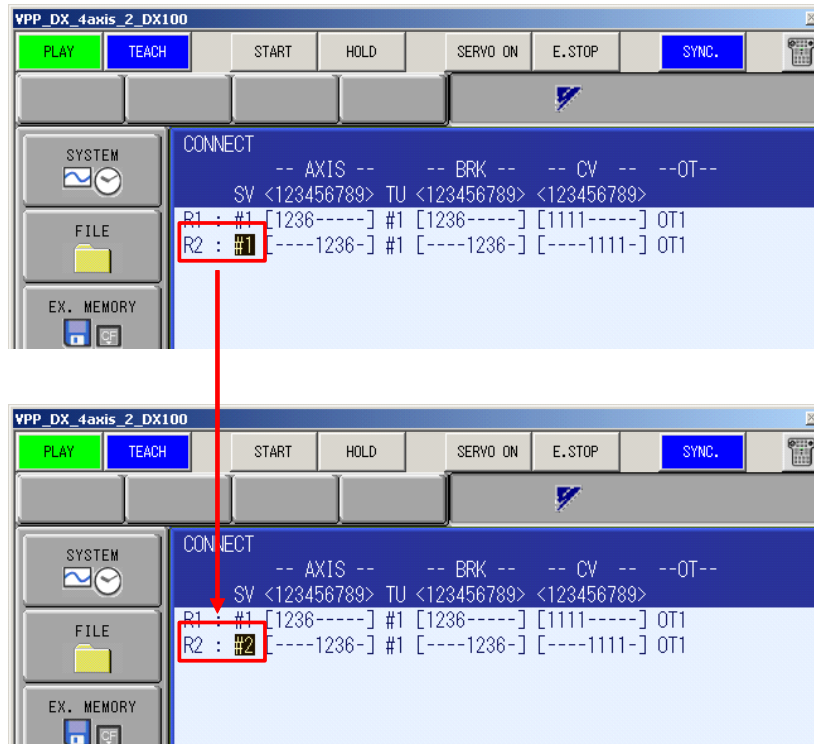 VPP_DX_4axis_2_DX100
PLAY TEACH START HOLD SERVO ON E.STOP SYNC.
SYSTEM
FILE
EX. MEMORY
CF
CONNECT
-- AXIS -- -- BRK -- -- CV -- --OT--
SV <123456789> TU <123456789> <123456789>
R1 : #1 [1236-----] #1 [1236-----] [1111-----] OT1
R2 : #1 [----1236-] #1 [----1236-] [----1111-] OT1
VPP_DX_4axis_2_DX100
PLAY TEACH START HOLD SERVO ON E.STOP SYNC.
SYSTEM
FILE
EX. MEMORY
CF
CONNECT
-- AXIS -- -- BRK -- -- CV -- --OT--
SV <123456789> TU <123456789> <123456789>
R1 : #1 [1236-----] #1 [1236-----] [1111-----] OT1
R2 : #2 [----1236-] #1 [----1236-] [----1111-] OT1